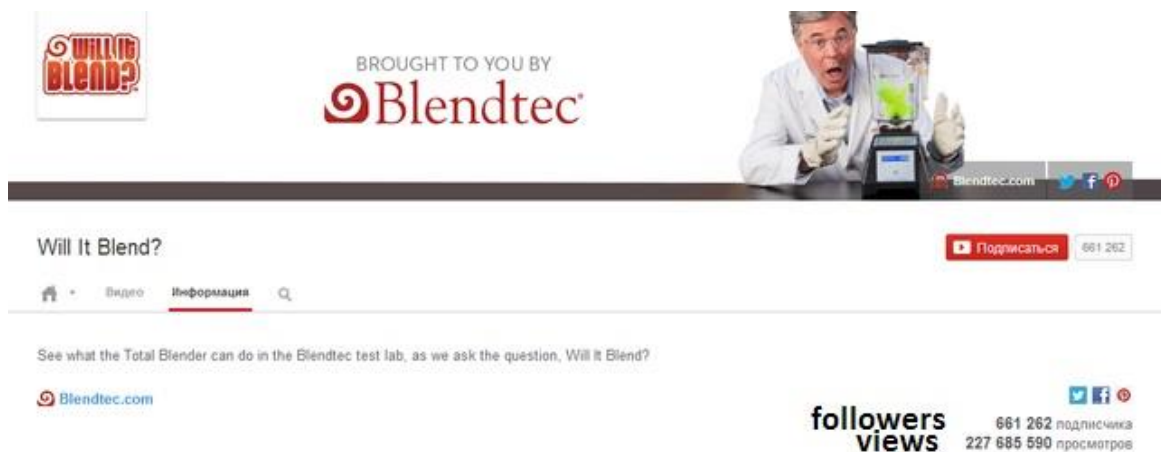 WILL IT
BLEND?
BROUGHT TO YOU BY
Blendtec
Blendtec.com
Will It Blend?
Подписаться 661 262
Видео Информация
See what the Total Blender can do in the Blendtec test lab, as we ask the question, Will It Blend?
Blendtec.com
followers 661 262 подписчика
views 227 685 590 просмотров